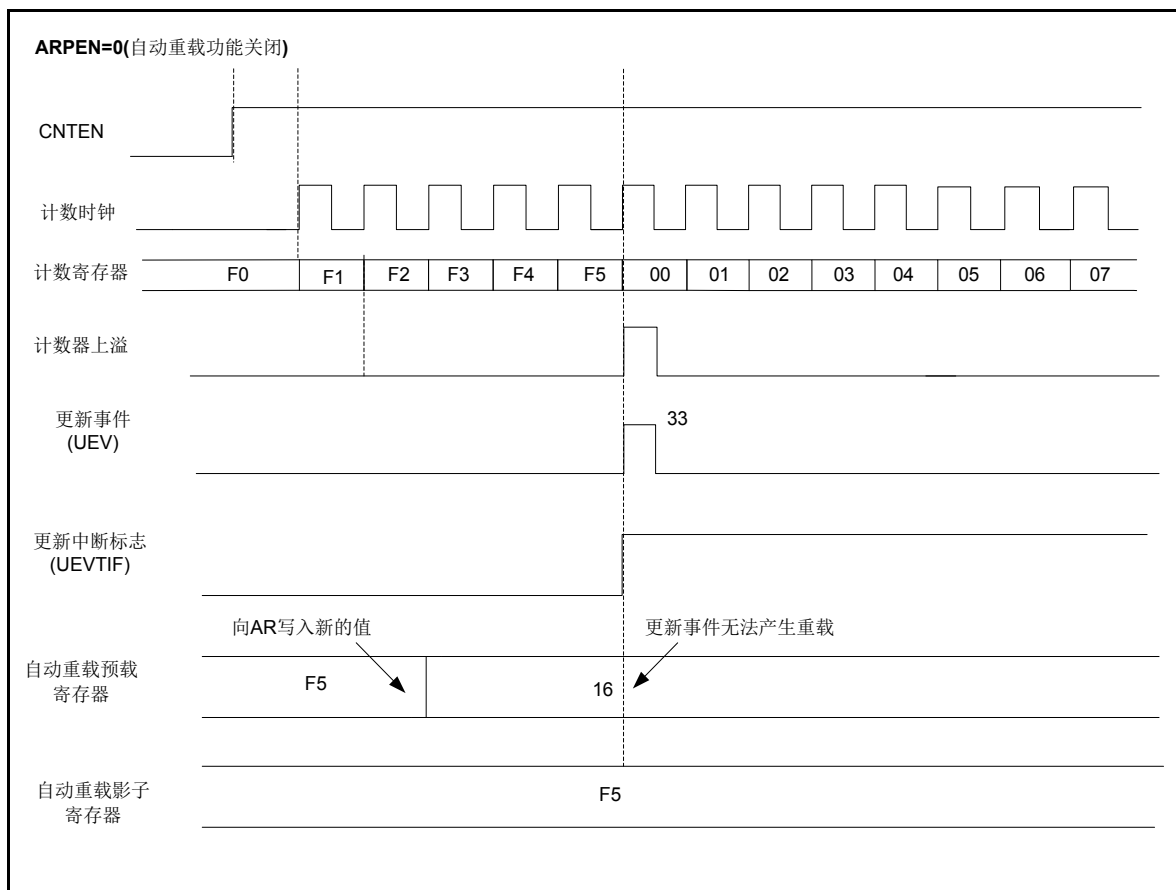 ARPEN=0(自动重载功能关闭)
CNTEN
计数时钟
计数寄存器
F0
F1
F2
F3
F4
F5
00
01
02
03
04
05
06
07
计数器上溢
更新事件
(UEV)
33
更新中断标志
(UEVTIF)
向AR写入新的值
更新事件无法产生重载
自动重载预载
寄存器
F5
16
自动重载影子
寄存器
F5